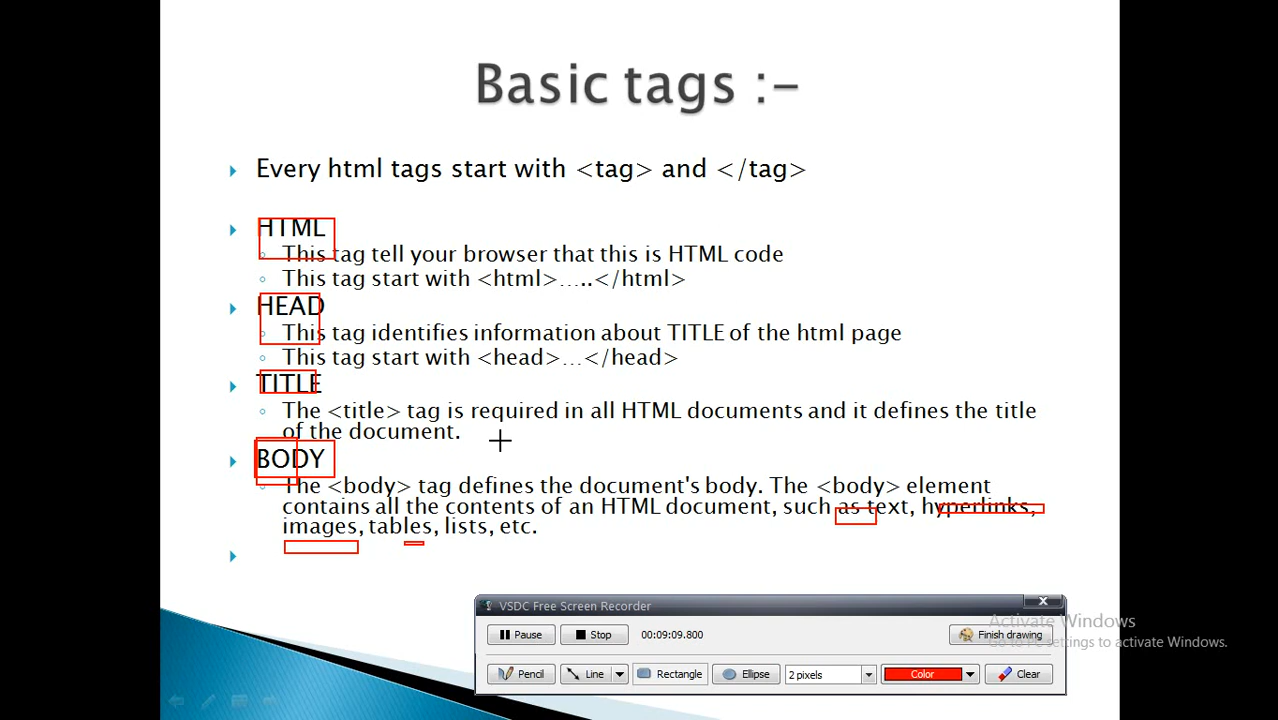 Basic tags :-
Every html tags start with <tag> and </tag>
HTML
This tag tell your browser that this is HTML code
This tag start with <html>…..</html>
HEAD
This tag identifies information about TITLE of the html page
This tag start with <head>…</head>
TITLE
The <title> tag is required in all HTML documents and it defines the title
of the document.
BODY
The <body> tag defines the document's body. The <body> element
contains all the contents of an HTML document, such as text, hyperlinks,
images, tables, lists, etc.
VSDC Free Screen Recorder
Pause Stop 00:09:09.800 Finish drawing
Pencil Line Rectangle Ellipse 2 pixels Color Clear
Activate Windows
Go to PC settings to activate Windows.